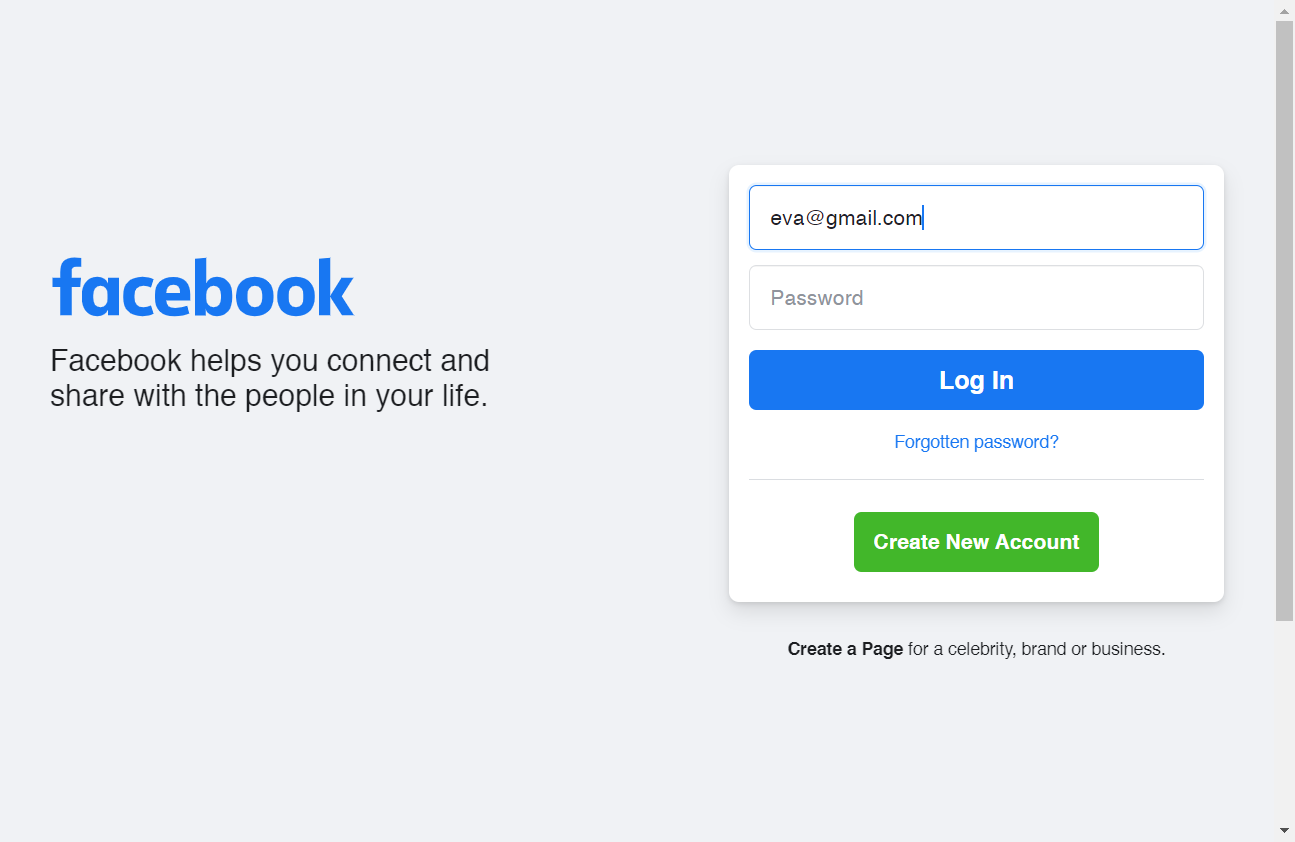 facebook
Facebook helps you connect and
share with the people in your life.
eva@gmail.com
Password
Log In
Forgotten password?
Create New Account
Create a Page for a celebrity, brand or business.